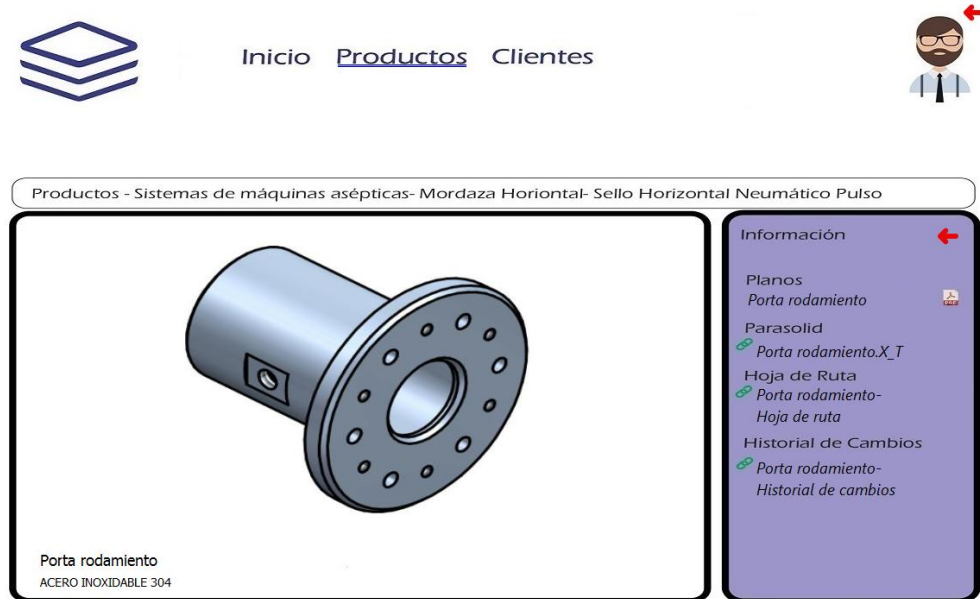 Inicio Productos Clientes
Productos - Sistemas de máquinas asépticas- Mordaza Horiontal- Sello Horizontal Neumático Pulso
Porta rodamiento
ACERO INOXIDABLE 304
Información
Planos
Porta rodamiento
Parasolid
Porta rodamiento.X_T
Hoja de Ruta
Porta rodamiento-
Hoja de ruta
Historial de Cambios
Porta rodamiento-
Historial de cambios